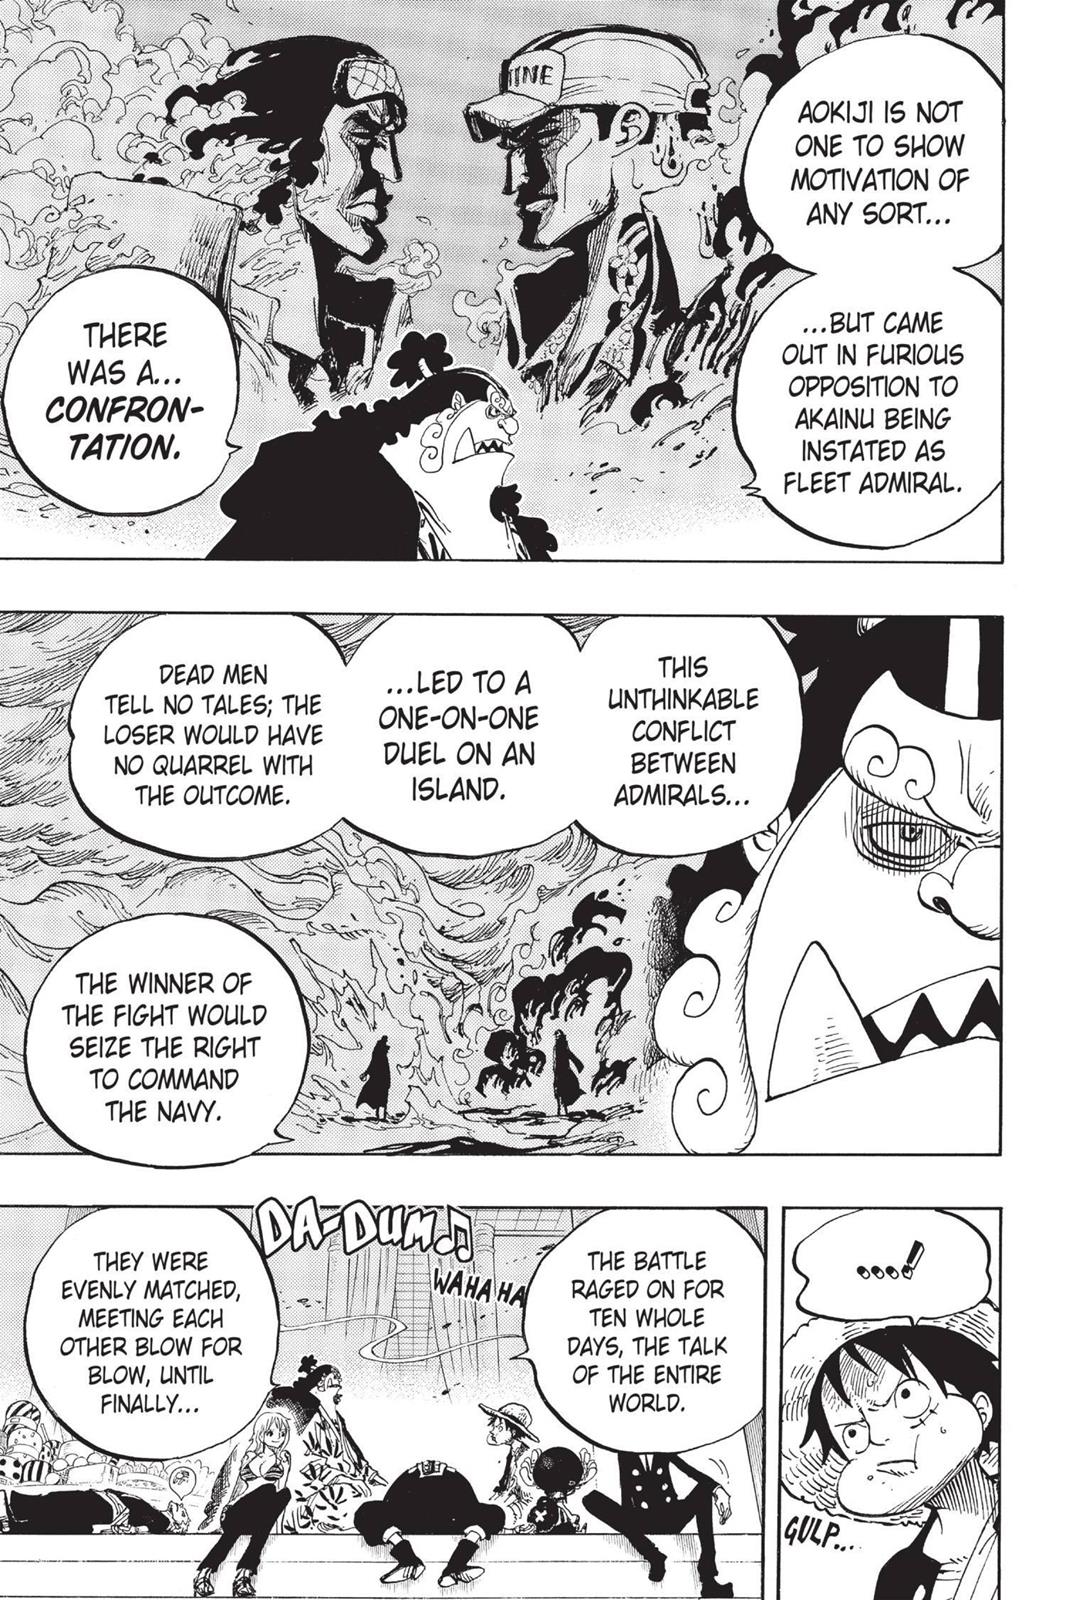 AOKIJI IS NOT
ONE TO SHOW
MOTIVATION OF
ANY SORT...
...BUT CAME
OUT IN FURIOUS
OPPOSITION TO
AKAINU BEING
INSTATED AS
FLEET ADMIRAL.
INE
THERE
WAS A...
CONFRON-
TATION.
THIS
UNTHINKABLE
CONFLICT
BETWEEN
ADMIRALS...
...LED TO A
ONE-ON-ONE
DUEL ON AN
ISLAND.
DEAD MEN
TELL NO TALES; THE
LOSER WOULD HAVE
NO QUARREL WITH
THE OUTCOME.
THE WINNER OF
THE FIGHT WOULD
SEIZE THE RIGHT
TO COMMAND
THE NAVY.
....!
GULP...
THE BATTLE
RAGED ON FOR
TEN WHOLE
DAYS, THE TALK
OF THE ENTIRE
WORLD.
DA-DUM♫
WAHAHA
THEY WERE
EVENLY MATCHED,
MEETING EACH
OTHER BLOW FOR
BLOW, UNTIL
FINALLY...